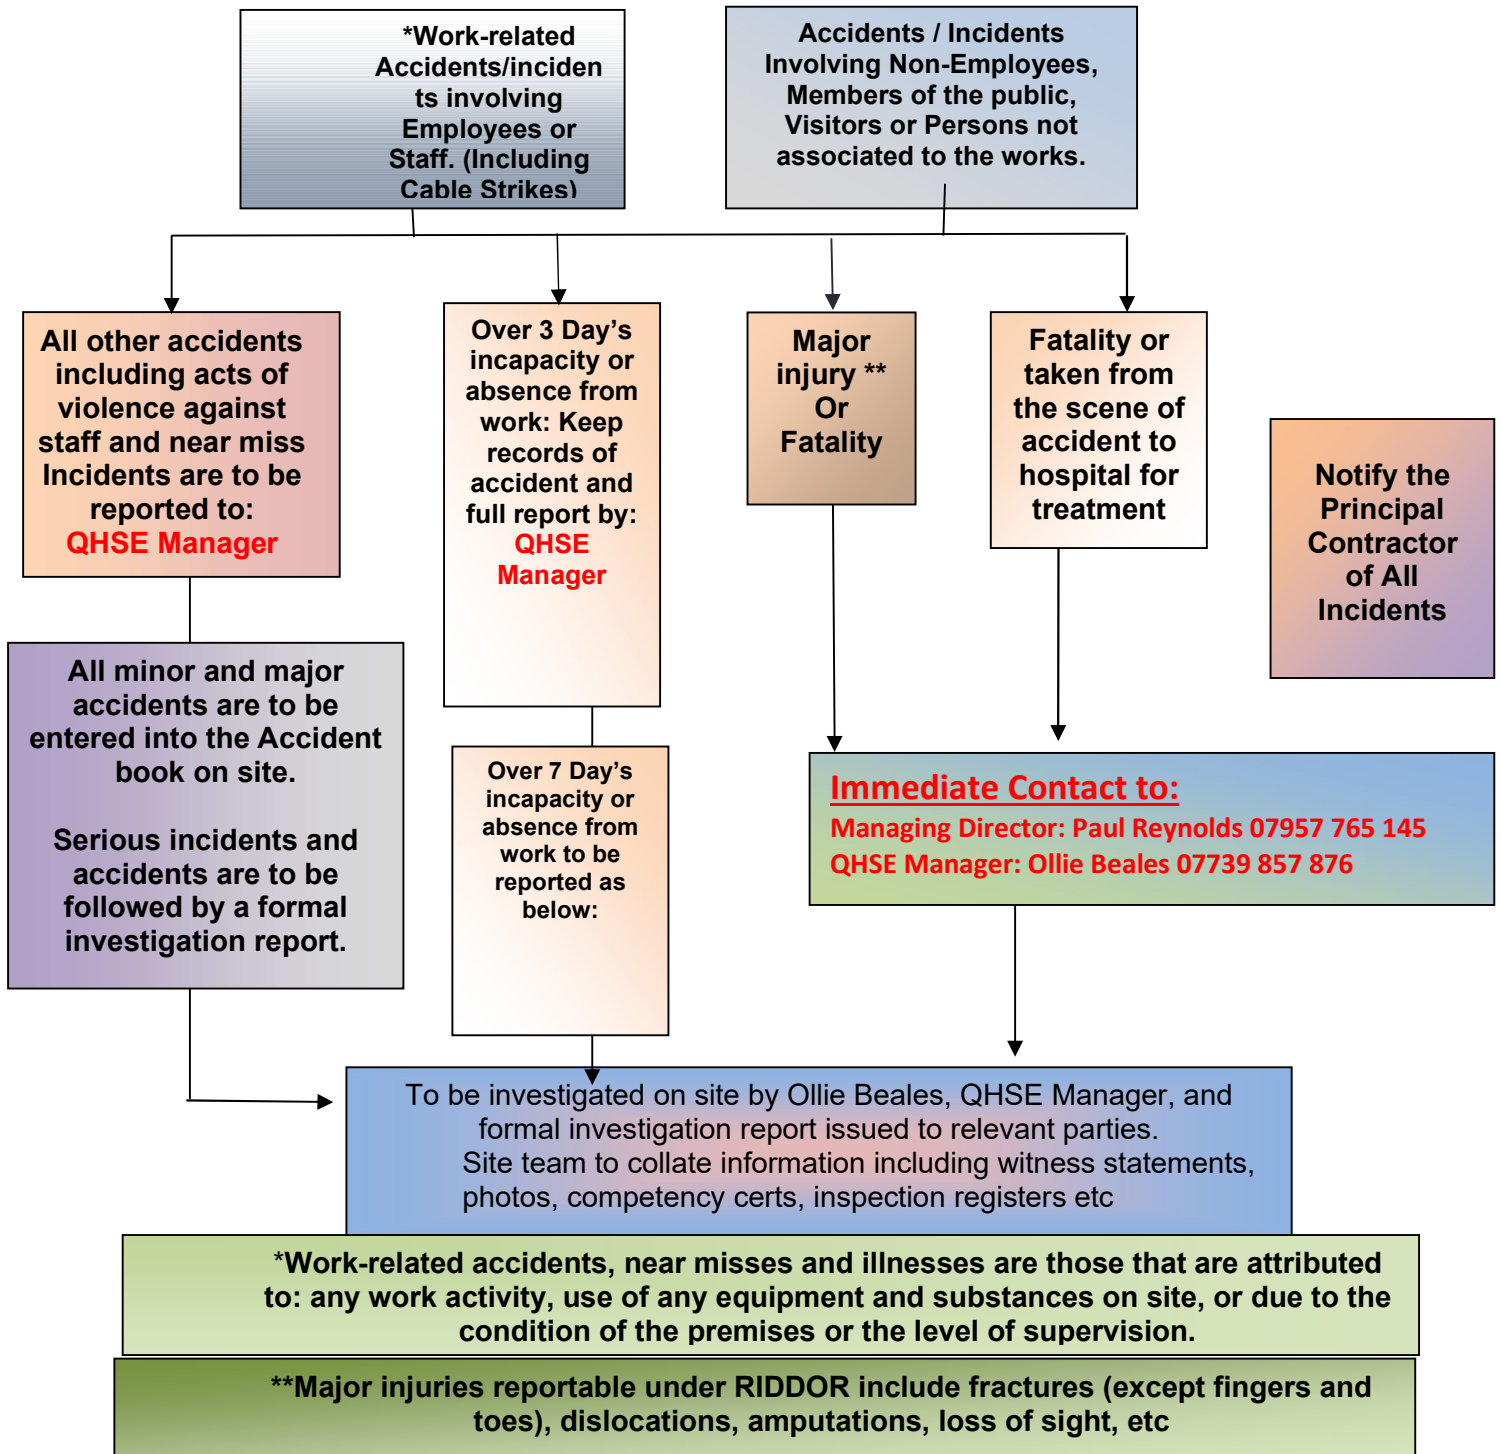 *Work-related
Accidents/inciden
ts involving
Employees or
Staff. (Including
Cable Strikes)
Accidents / Incidents
Involving Non-Employees,
Members of the public,
Visitors or Persons not
associated to the works.
All other accidents
including acts of
violence against
staff and near miss
Incidents are to be
reported to:
QHSE Manager
Over 3 Day’s
incapacity or
absence from
work: Keep
records of
accident and
full report by:
QHSE
Manager
Major
injury **
Or
Fatality
Fatality or
taken from
the scene of
accident to
hospital for
treatment
Notify the
Principal
Contractor
of All
Incidents
All minor and major
accidents are to be
entered into the Accident
book on site.
Serious incidents and
accidents are to be
followed by a formal
investigation report.
Over 7 Day’s
incapacity or
absence from
work to be
reported as
below:
Immediate Contact to:
Managing Director: Paul Reynolds 07957 765 145
QHSE Manager: Ollie Beales 07739 857 876
To be investigated on site by Ollie Beales, QHSE Manager, and
formal investigation report issued to relevant parties.
Site team to collate information including witness statements,
photos, competency certs, inspection registers etc
*Work-related accidents, near misses and illnesses are those that are attributed
to: any work activity, use of any equipment and substances on site, or due to the
condition of the premises or the level of supervision.
**Major injuries reportable under RIDDOR include fractures (except fingers and
toes), dislocations, amputations, loss of sight, etc